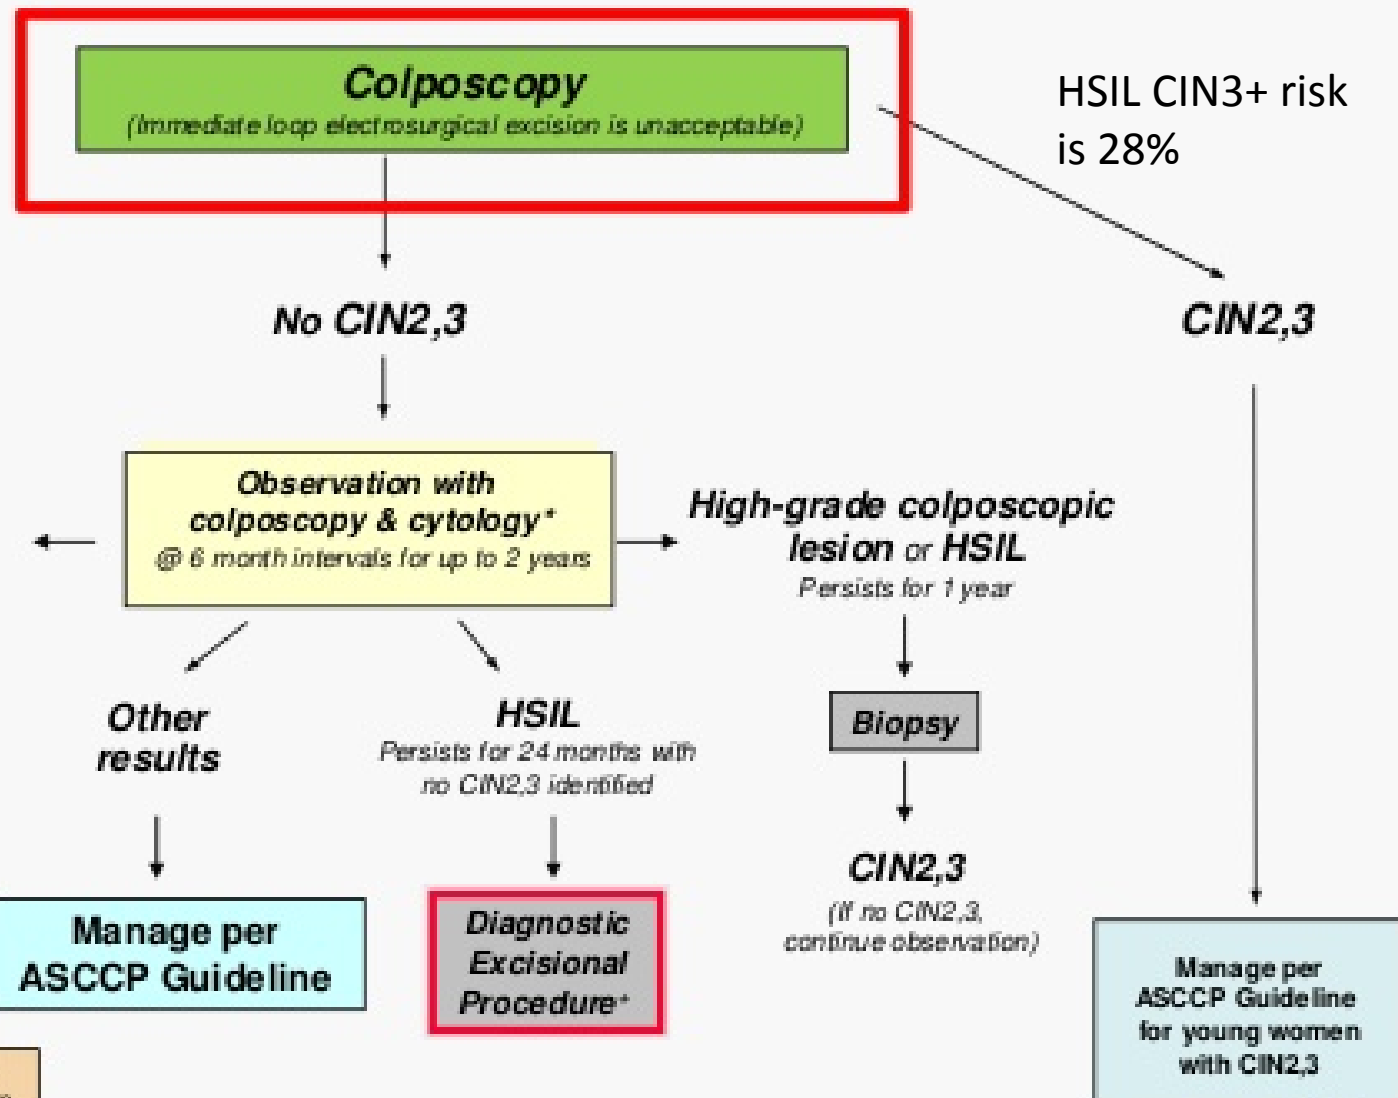 Colposcopy
(Immediate loop electrosurgical excision is unacceptable)
HSIL CIN3+ risk
is 28%
No CIN2,3
CIN2,3
Observation with
colposcopy & cytology*
@ 6 month intervals for up to 2 years
High-grade colposcopic
lesion or HSIL
Persists for 1 year
Other
results
HSIL
Persists for 24 months with
no CIN2,3 identified
Biopsy
CIN2,3
(If no CIN2,3,
continue observation)
Manage per
ASCCP Guideline
Diagnostic
Excisional
Procedure+
Manage per
ASCCP Guideline
for young women
with CIN2,3